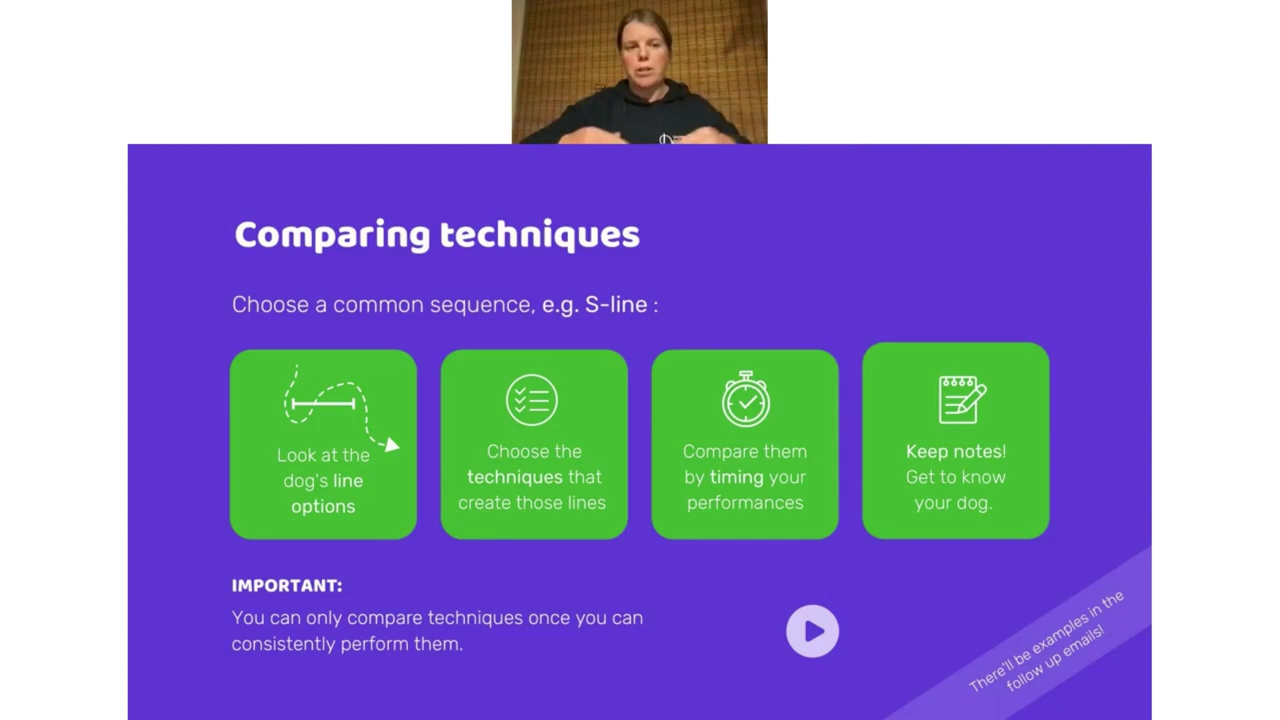 Comparing techniques
Choose a common sequence, e.g. S-line :
Look at the
dog's line
options
Choose the
techniques that
create those lines
Compare them
by timing your
performances
Keep notes!
Get to know
your dog.
IMPORTANT:
You can only compare techniques once you can
consistently perform them.
There'll be examples in the
follow up emails!